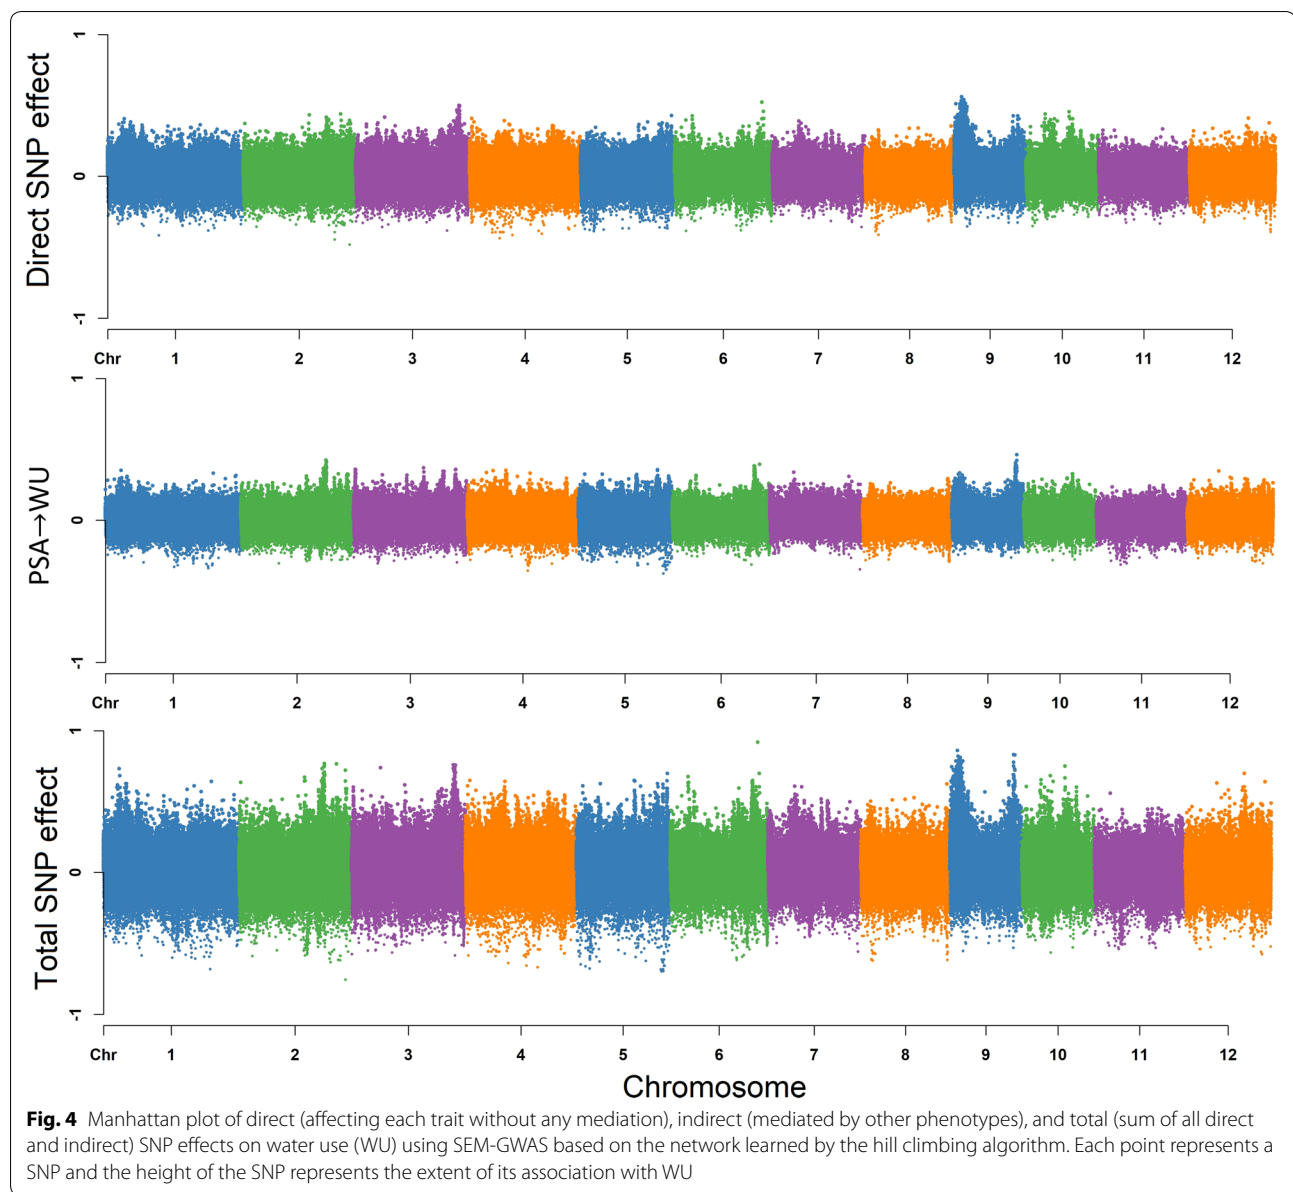 Direct SNP effect
1
0
-1
Chr 1 2 3 4 5 6 7 8 9 10 11 12
PSA→WU
1
0
-1
Chr 1 2 3 4 5 6 7 8 9 10 11 12
Total SNP effect
1
0
-1
Chr 1 2 3 4 5 6 7 8 9 10 11 12
Chromosome
Fig. 4 Manhattan plot of direct (affecting each trait without any mediation), indirect (mediated by other phenotypes), and total (sum of all direct
and indirect) SNP effects on water use (WU) using SEM-GWAS based on the network learned by the hill climbing algorithm. Each point represents a
SNP and the height of the SNP represents the extent of its association with WU